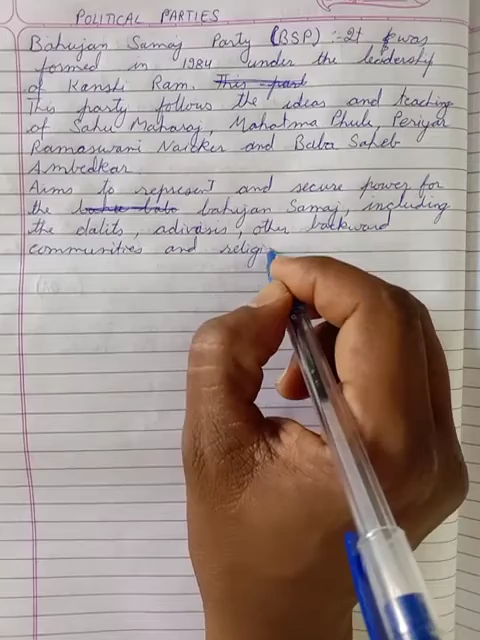 POLITICAL PARTIES
Bahujan Samaj Party (BSP) :- It was
formed in 1984 under the leadership
of Kanshi Ram. This part
This party follows the ideas and teaching
of Sahu Maharaj, Mahatma Phule, Periyar
Ramaswami Naicker and Baba Saheb
Ambedkar.
Aims to represent and secure power for
the bahujan Samaj, including
the dalits, adivasis, other backward
communities and religi